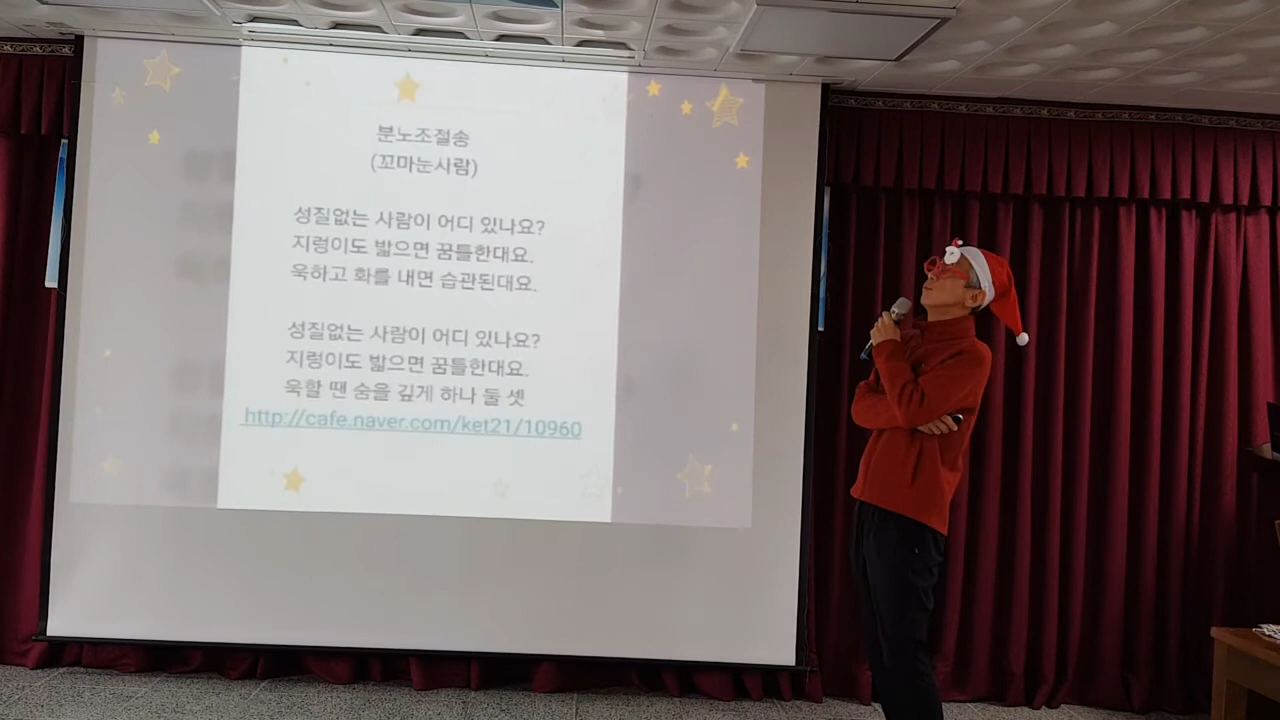 분노조절송
(꼬마눈사람)
성질없는 사람이 어디 있나요?
지렁이도 밟으면 꿈틀한대요.
욱하고 화를 내면 습관된대요.
성질없는 사람이 어디 있나요?
지렁이도 밟으면 꿈틀한대요.
욱할 땐 숨을 깊게 하나 둘 셋
http://cafe.naver.com/ket21/10960